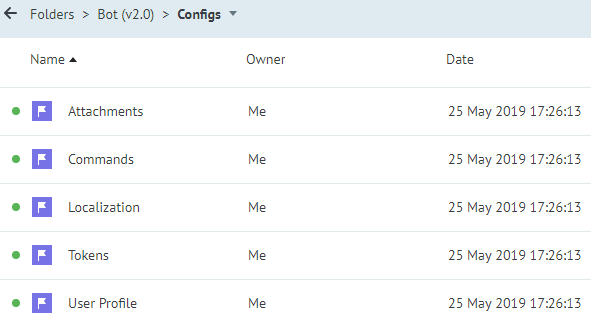 Folders > Bot (v2.0) > Configs
Name Owner Date
Attachments Me 25 May 2019 17:26:13
Commands Me 25 May 2019 17:26:13
Localization Me 25 May 2019 17:26:13
Tokens Me 25 May 2019 17:26:13
User Profile Me 25 May 2019 17:26:13